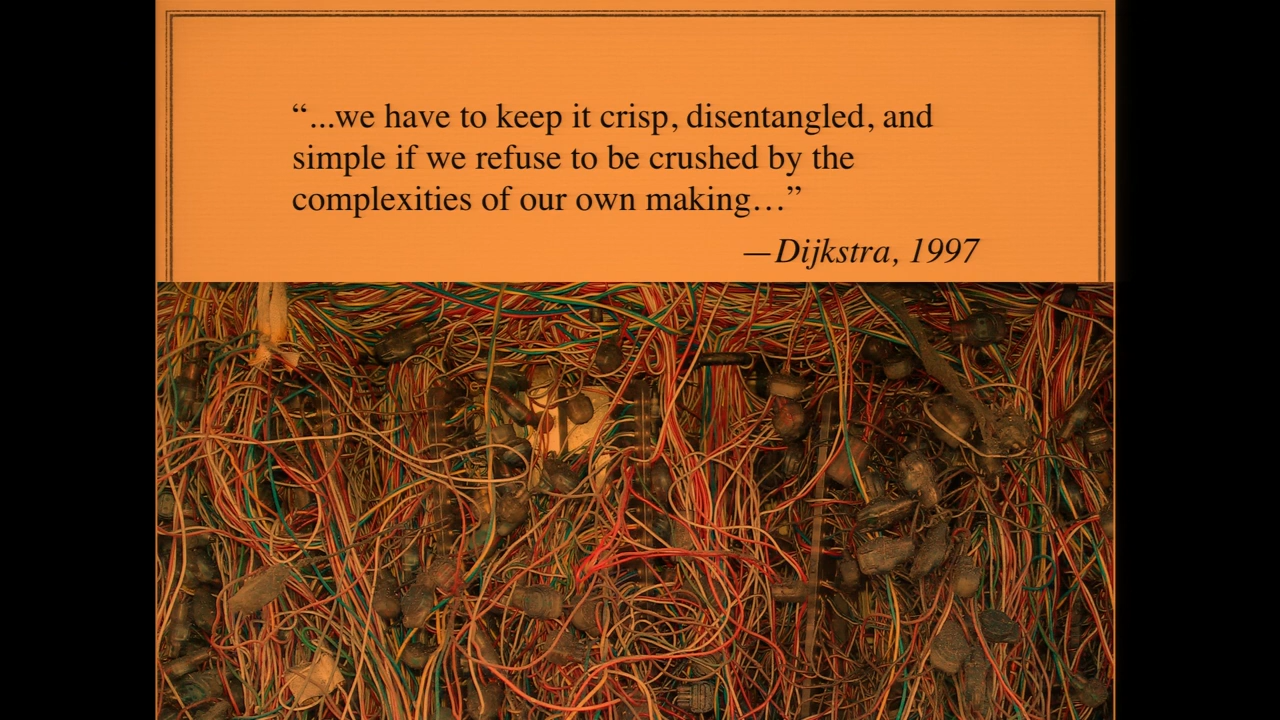 “...we have to keep it crisp, disentangled, and
simple if we refuse to be crushed by the
complexities of our own making…”
—Dijkstra, 1997